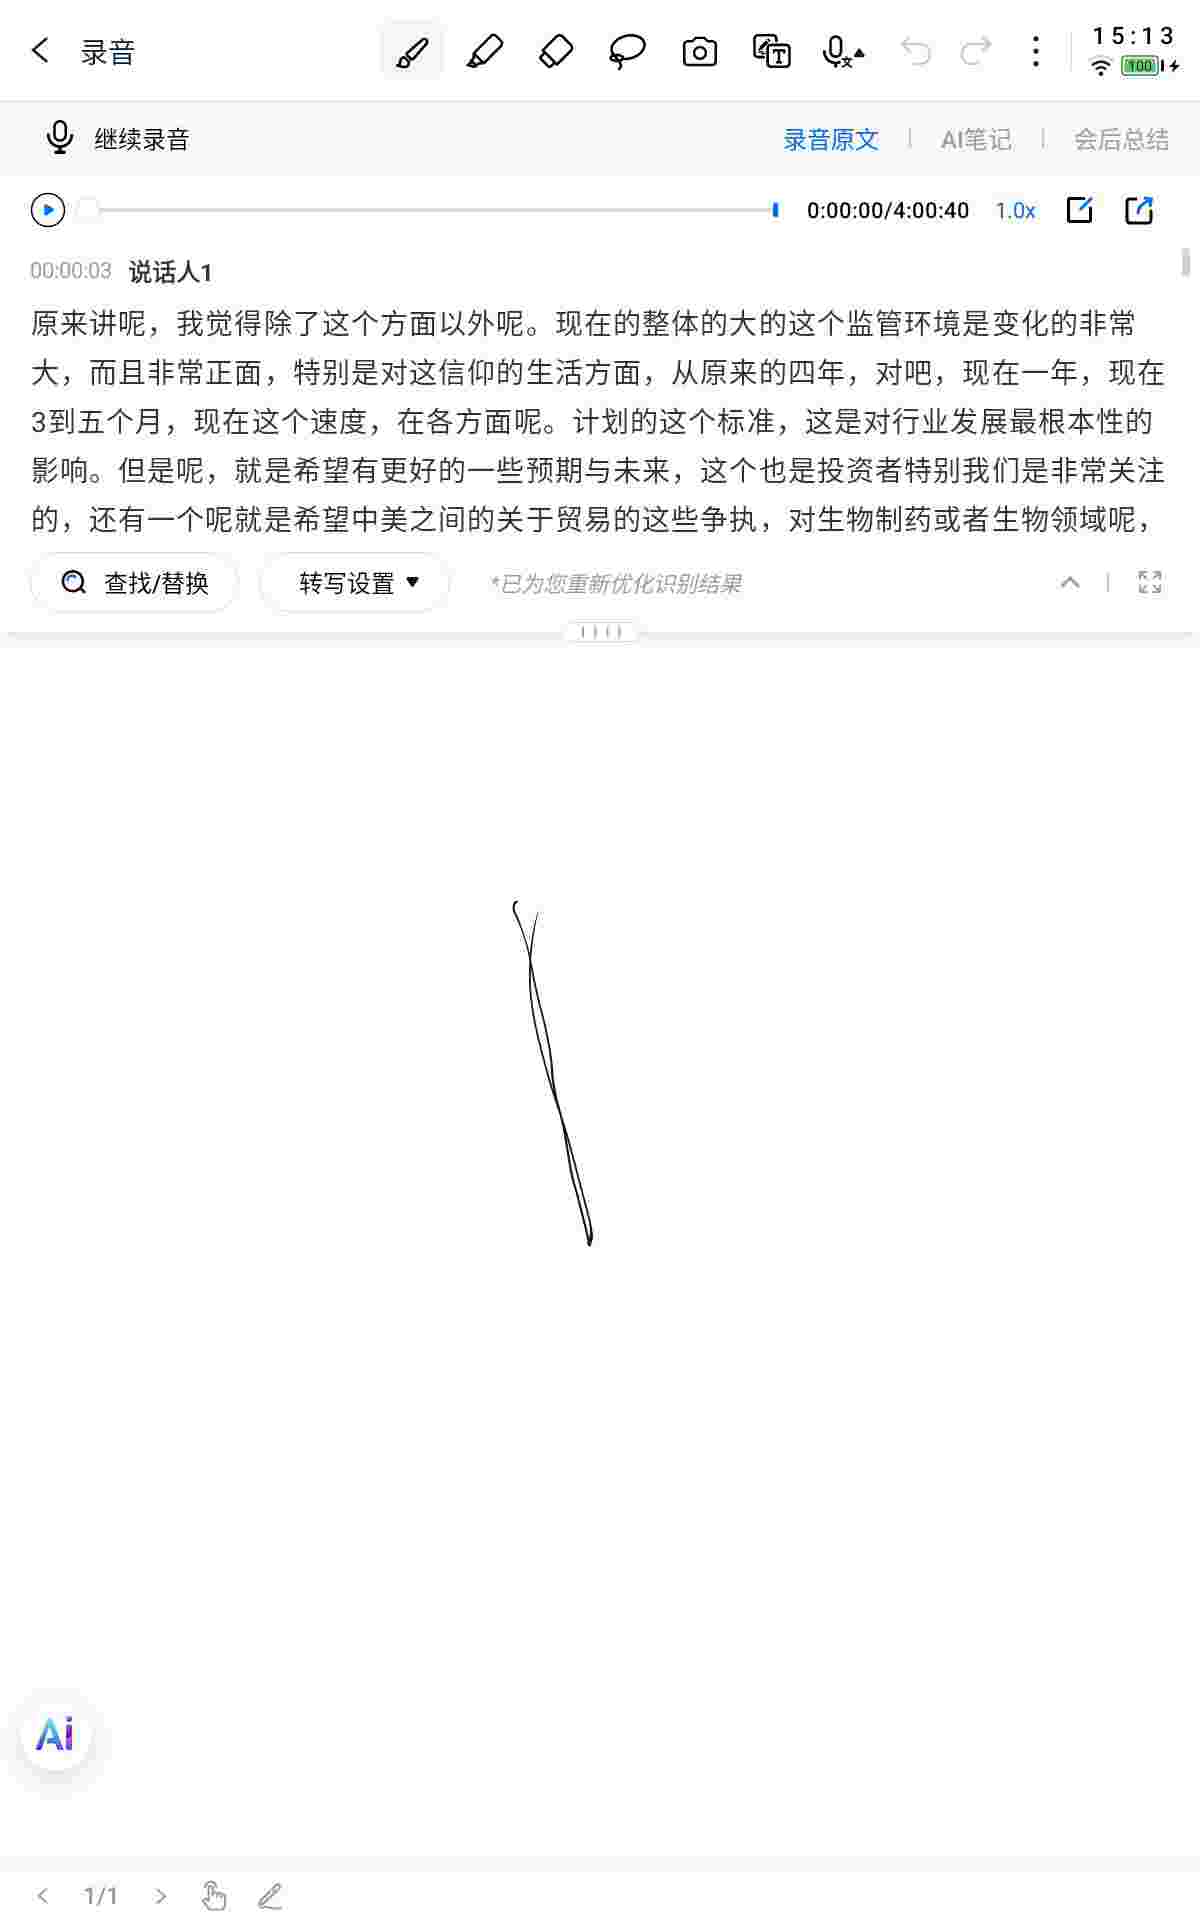 录音
15:13
100
继续录音
录音原文 | AI笔记 | 会后总结
0:00:00/4:00:40 1.0x
00:00:03 说话人1
原来讲呢，我觉得除了这个方面以外呢。现在的整体的大的这个监管环境是变化的非常
大，而且非常正面，特别是对这信仰的生活方面，从原来的四年，对吧，现在一年，现在
3到五个月，现在这个速度，在各方面呢。计划的这个标准，这是对行业发展最根本性的
影响。但是呢，就是希望有更好的一些预期与未来，这个也是投资者特别我们是非常关注
的，还有一个呢就是希望中美之间的关于贸易的这些争执，对生物制药或者生物领域呢，
查找/替换 转写设置 *已为您重新优化识别结果
Ai
1/1